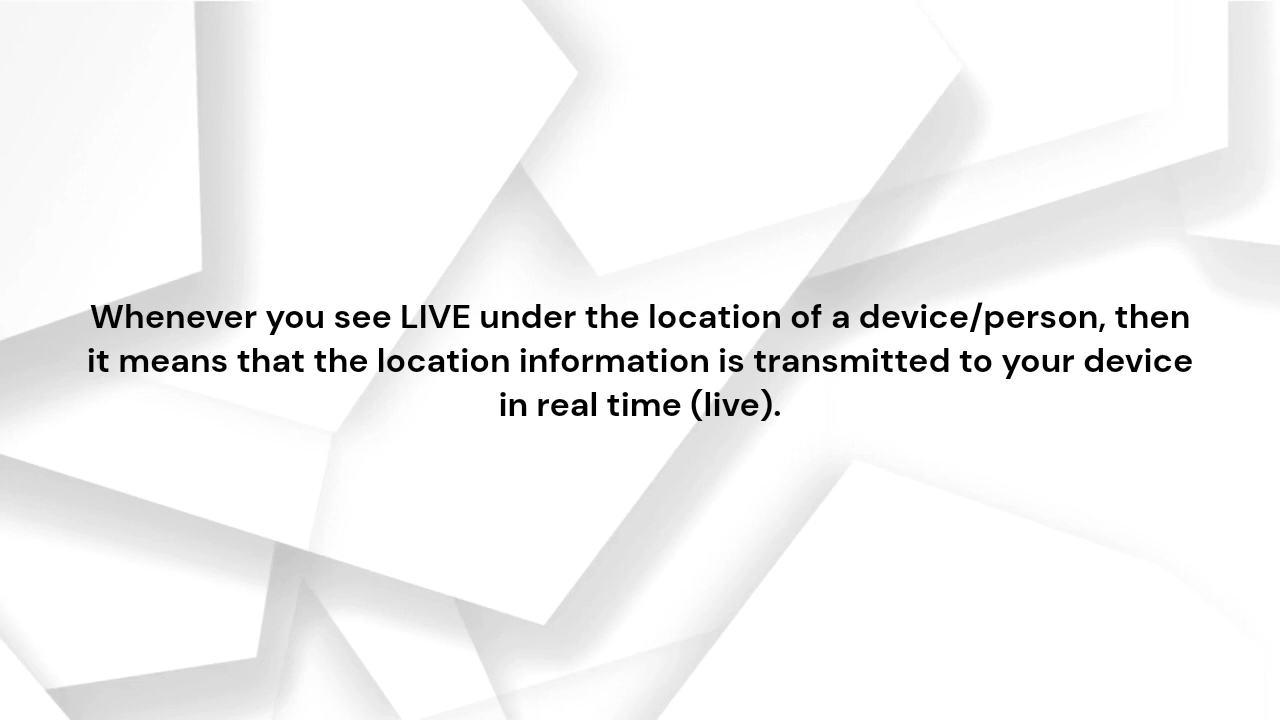 Whenever you see LIVE under the location of a device/person, then
it means that the location information is transmitted to your device
in real time (live).